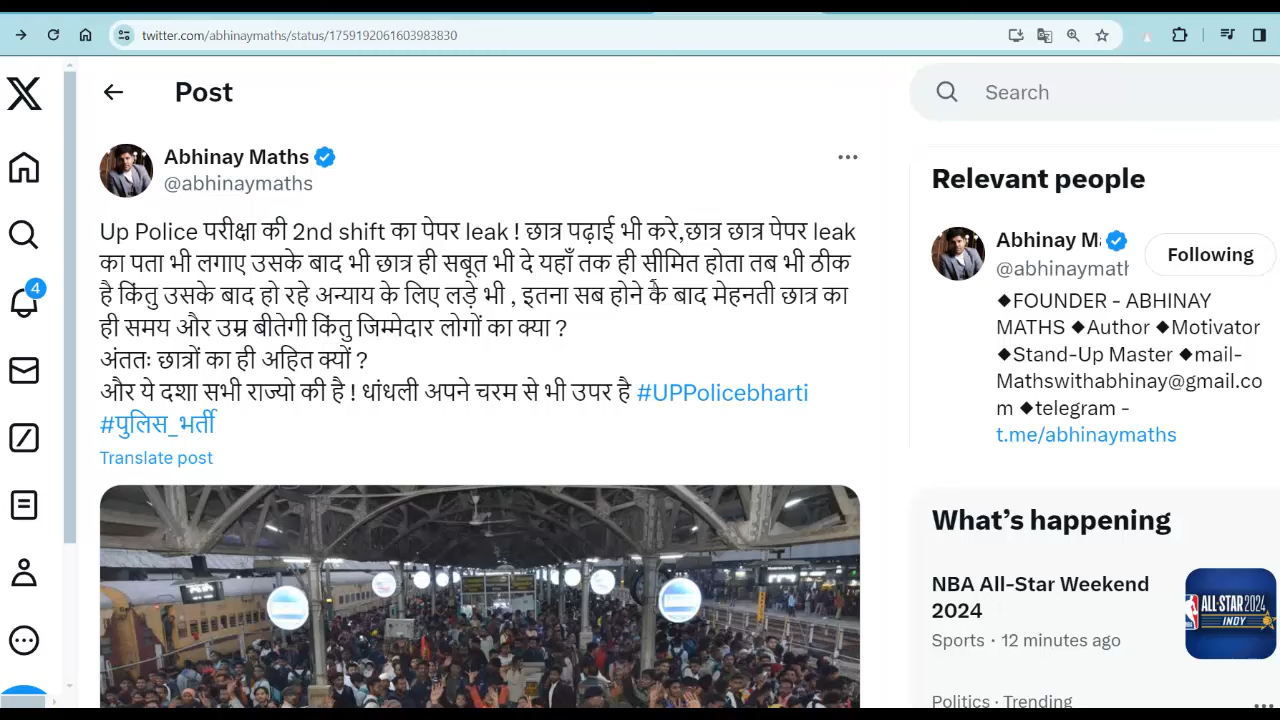 twitter.com/abhinaymaths/status/1759192061603983830
Post
Search
Abhinay Maths
@abhinaymaths
Up Police परीक्षा की 2nd shift का पेपर leak ! छात्र पढ़ाई भी करे,छात्र छात्र पेपर leak
का पता भी लगाए उसके बाद भी छात्र ही सबूत भी दे यहाँ तक ही सीमित होता तब भी ठीक
है किंतु उसके बाद हो रहे अन्याय के लिए लड़े भी , इतना सब होने के बाद मेहनती छात्र का
ही समय और उम्र बीतेगी किंतु जिम्मेदार लोगों का क्या ?
अंततः छात्रों का ही अहित क्यों ?
और ये दशा सभी राज्यो की है ! धांधली अपने चरम से भी उपर है #UPPolicebharti
#पुलिस_भर्ती
Translate post
4
Relevant people
Abhinay M
@abhinaymath
Following
◆FOUNDER - ABHINAY
MATHS ◆Author ◆Motivator
◆Stand-Up Master ◆mail-
Mathswithabhinay@gmail.co
m ◆telegram -
t.me/abhinaymaths
What’s happening
NBA All-Star Weekend
2024
Sports · 12 minutes ago
ALL STAR 2024
INDY
Politics · Trending